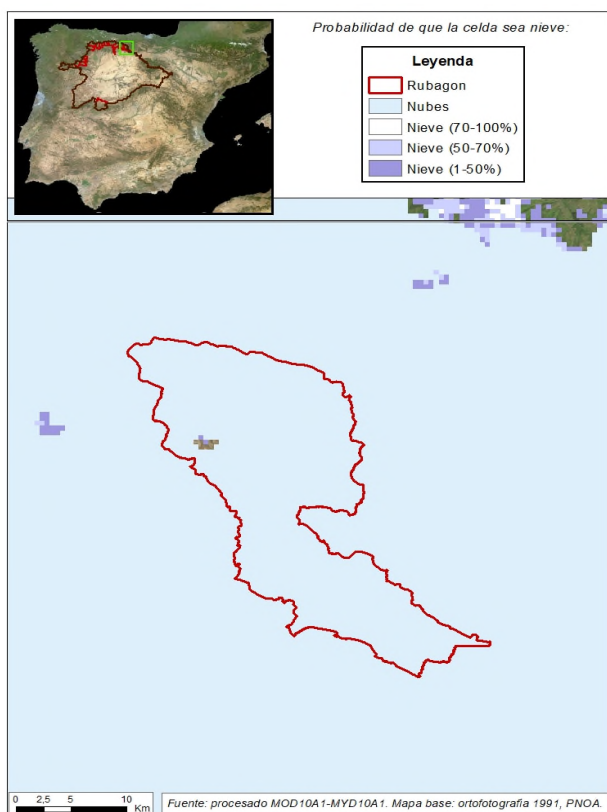 Probabilidad de que la celda sea nieve:
Leyenda
Rubagon
Nubes
Nieve (70-100%)
Nieve (50-70%)
Nieve (1-50%)
0 2,5 5 10
Km
Fuente: procesado MOD10A1-MYD10A1. Mapa base: ortofotografia 1991, PNOA